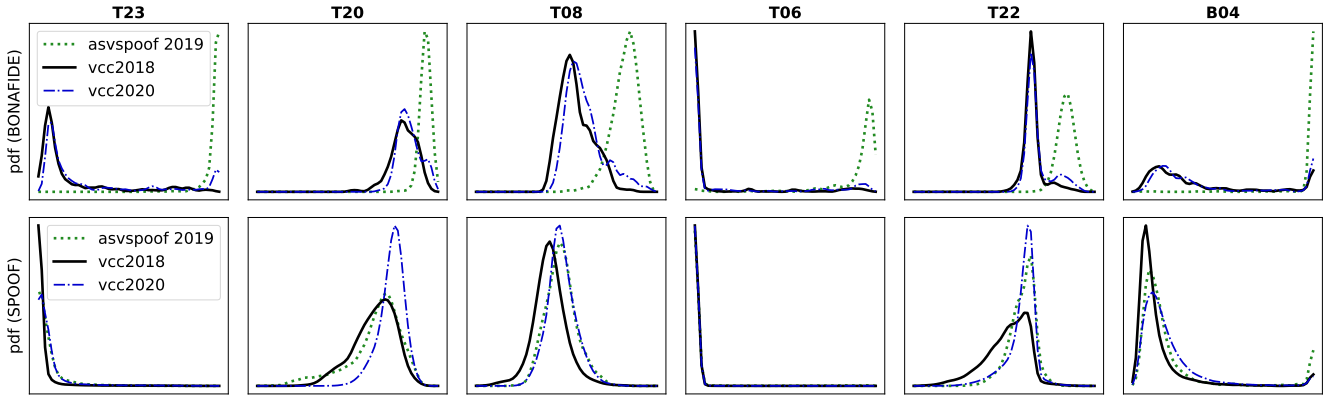 T23 T20 T08 T06 T22 B04
pdf (BONAFIDE)
asvspoof 2019
vcc2018
vcc2020
pdf (SPOOF)
asvspoof 2019
vcc2018
vcc2020